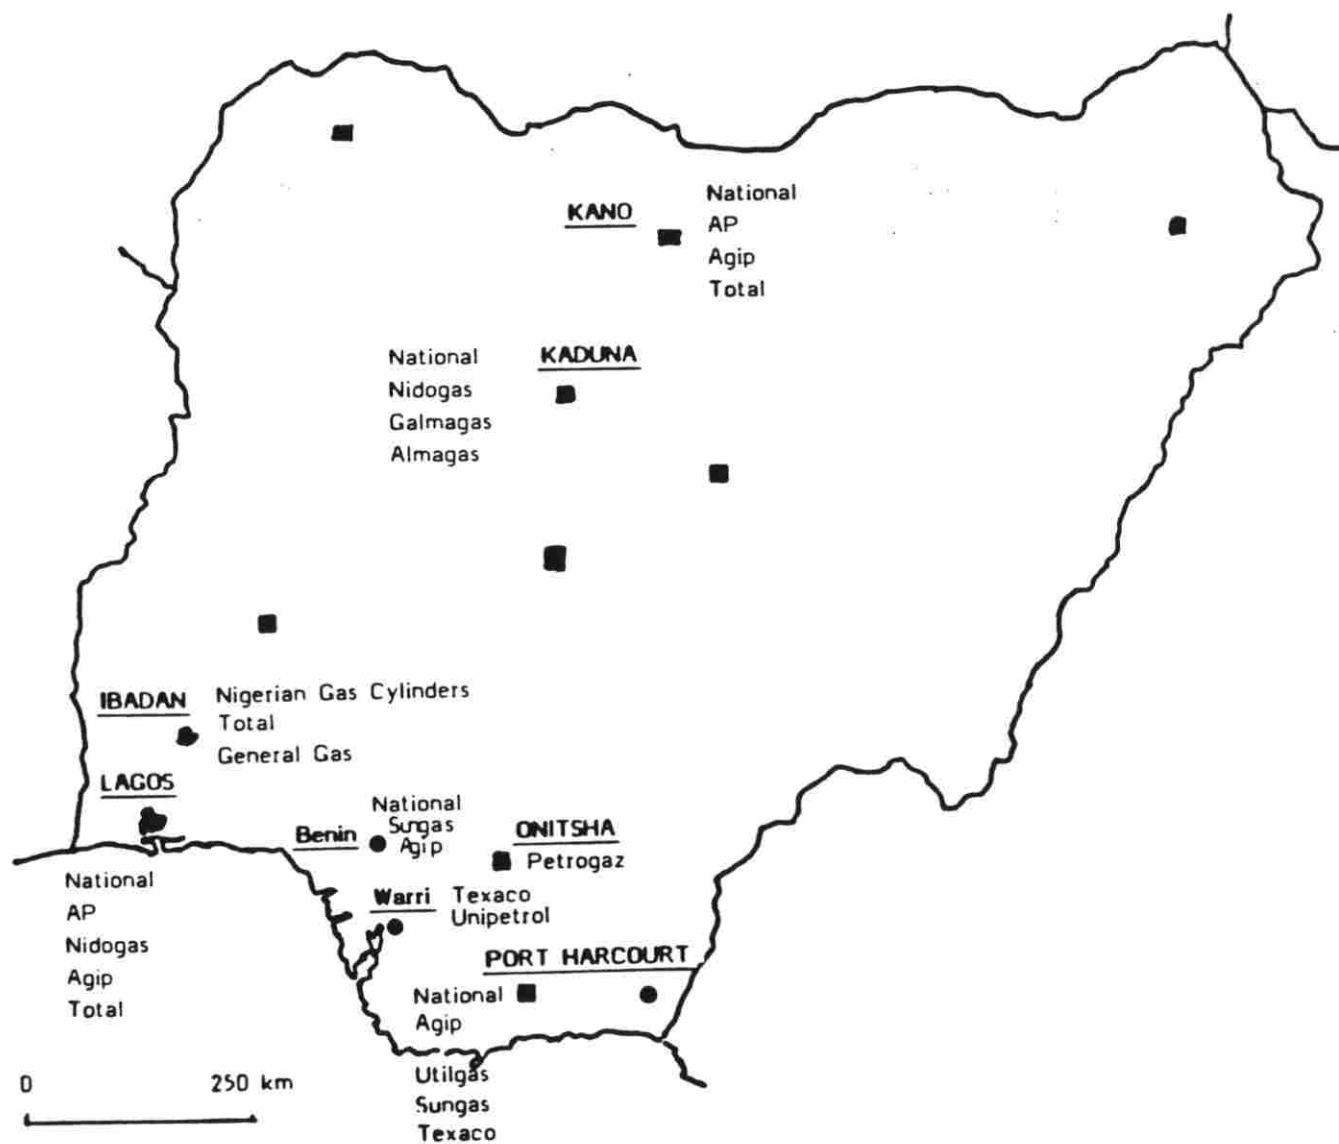 KANO
National
AP
Agip
Total
National
Nidogas
Galmagas
Almagas
KADUNA
IBADAN
Nigerian Gas Cylinders
Total
General Gas
LAGOS
National
AP
Nidogas
Agip
Total
Benin
National
Sungas
Agip
ONITSHA
Petrogaz
Warri
Texaco
Unipetrol
PORT HARCOURT
National
Agip
Utilgas
Sungas
Texaco
0 250 km